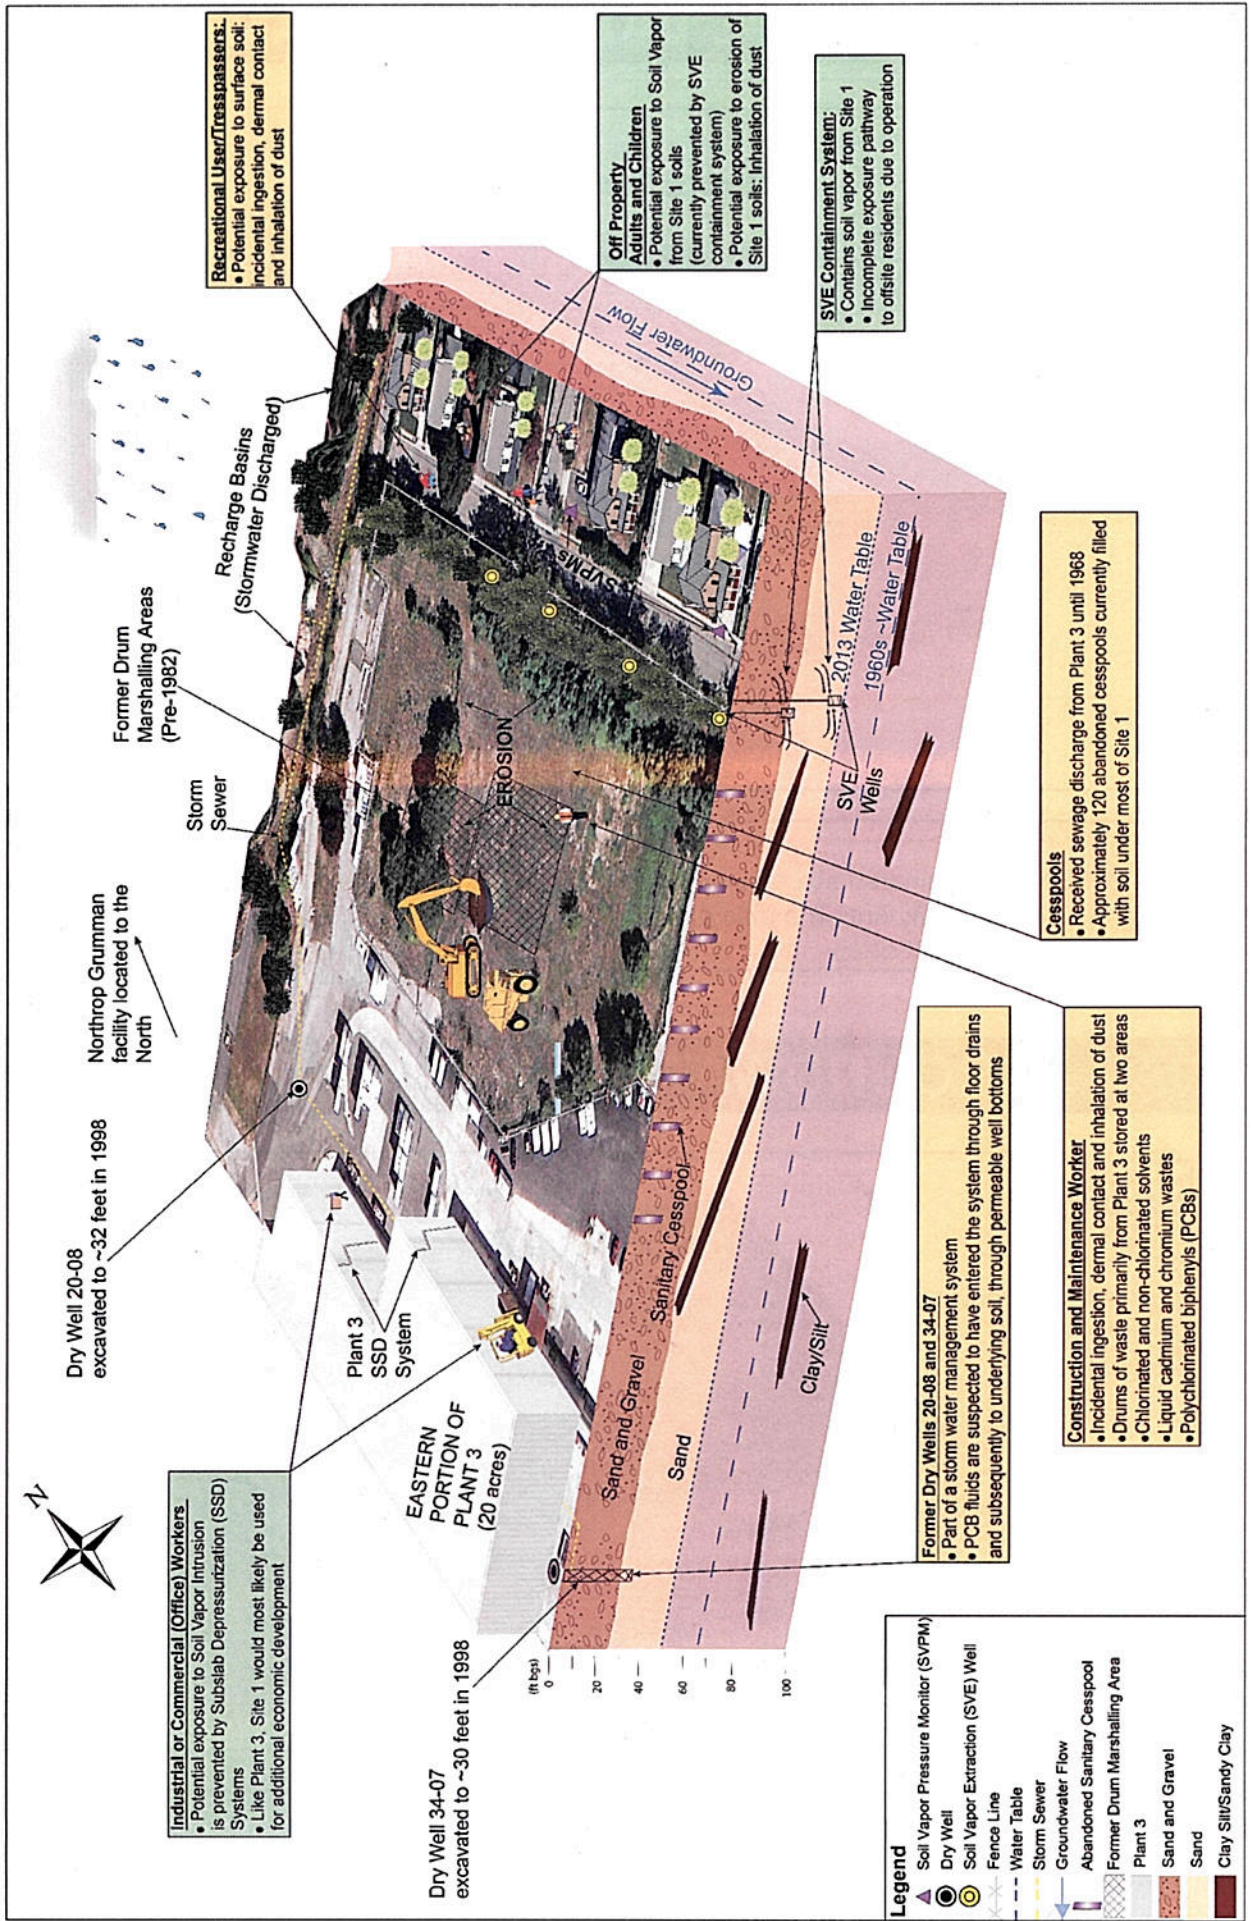 N
Industrial or Commercial (Office) Workers
• Potential exposure to Soil Vapor Intrusion
is prevented by Subslab Depressurization (SSD)
Systems
• Like Plant 3, Site 1 would most likely be used
for additional economic development
Dry Well 20-08
excavated to ~32 feet in 1998
Northrop Grumman
facility located to the
North
Storm
Sewer
Former Drum
Marshalling Areas
(Pre-1982)
Recharge Basins
(Stormwater Discharged)
Recreational User/Tresspassers:
• Potential exposure to surface soil:
incidental ingestion, dermal contact
and inhalation of dust
Off Property
Adults and Children
• Potential exposure to Soil Vapor
from Site 1 soils
(currently prevented by SVE
containment system)
• Potential exposure to erosion of
Site 1 soils: Inhalation of dust
SVE Containment System:
• Contains soil vapor from Site 1
• Incomplete exposure pathway
to offsite residents due to operation
Plant 3
SSD
System
EASTERN
PORTION OF
PLANT 3
(20 acres)
EROSION
SVPMs
Groundwater Flow
Dry Well 34-07
excavated to ~30 feet in 1998
(ft bgs)
0
20
40
60
80
100
Sand and Gravel
Sanitary Cesspool
Sand
Clay/Silt
SVE
Wells
2013 Water Table
1960s ~Water Table
Former Dry Wells 20-08 and 34-07
• Part of a storm water management system
• PCB fluids are suspected to have entered the system through floor drains
and subsequently to underlying soil, through permeable well bottoms
Construction and Maintenance Worker
• Incidental Ingestion, dermal contact and inhalation of dust
• Drums of waste primarily from Plant 3 stored at two areas
• Chlorinated and non-chlorinated solvents
• Liquid cadmium and chromium wastes
• Polychlorinated biphenyls (PCBs)
Cesspools
• Received sewage discharge from Plant 3 until 1968
• Approximately 120 abandoned cesspools currently filled
with soil under most of Site 1
Legend
Soil Vapor Pressure Monitor (SVPM)
Dry Well
Soil Vapor Extraction (SVE) Well
Fence Line
Water Table
Storm Sewer
Groundwater Flow
Abandoned Sanitary Cesspool
Former Drum Marshalling Area
Plant 3
Sand and Gravel
Sand
Clay Silt/Sandy Clay